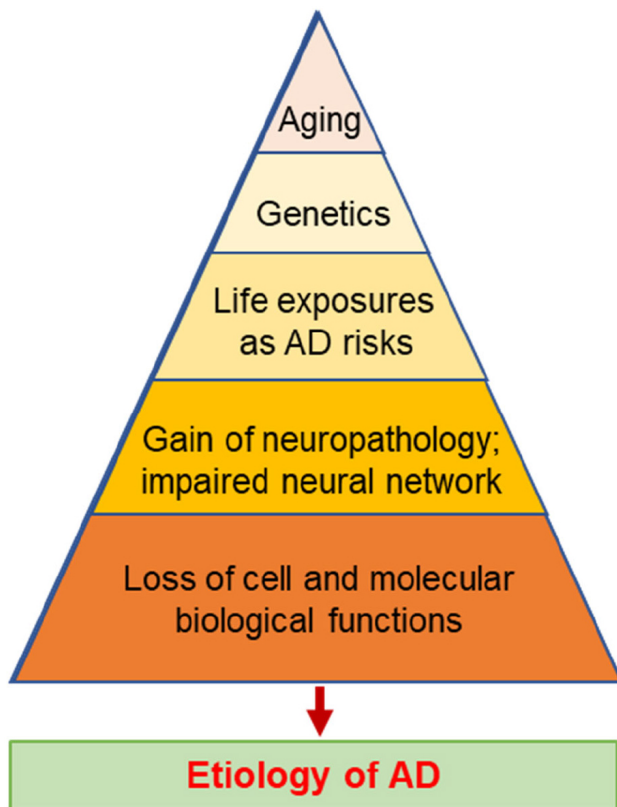 Aging
Genetics
Life exposures
as AD risks
Gain of neuropathology;
impaired neural network
Loss of cell and molecular
biological functions
Etiology of AD